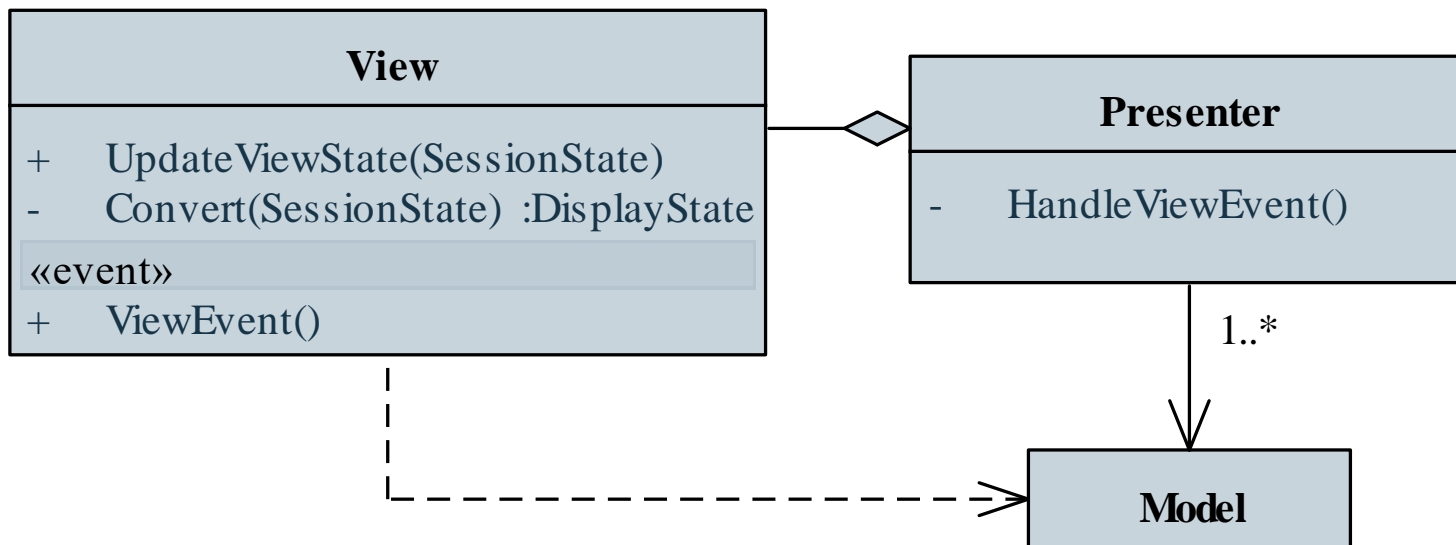 View
+ UpdateViewState(SessionState)
- Convert(SessionState) :DisplayState
«event»
+ ViewEvent()
Presenter
- HandleViewEvent()
1..*
Model